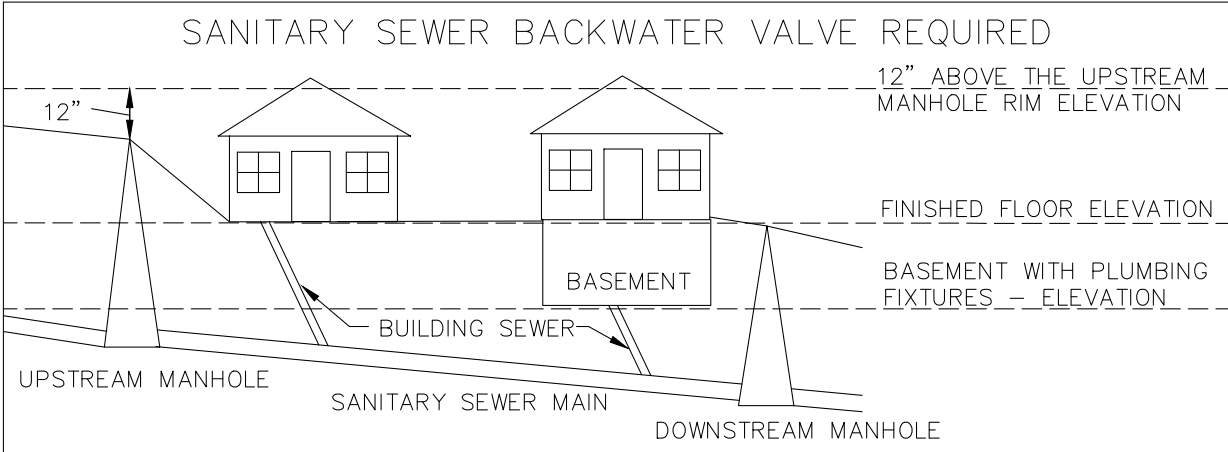 SANITARY SEWER BACKWATER VALVE REQUIRED
12” ABOVE THE UPSTREAM
MANHOLE RIM ELEVATION
12”
FINISHED FLOOR ELEVATION
BASEMENT
BASEMENT WITH PLUMBING
FIXTURES – ELEVATION
BUILDING SEWER
UPSTREAM MANHOLE
SANITARY SEWER MAIN
DOWNSTREAM MANHOLE